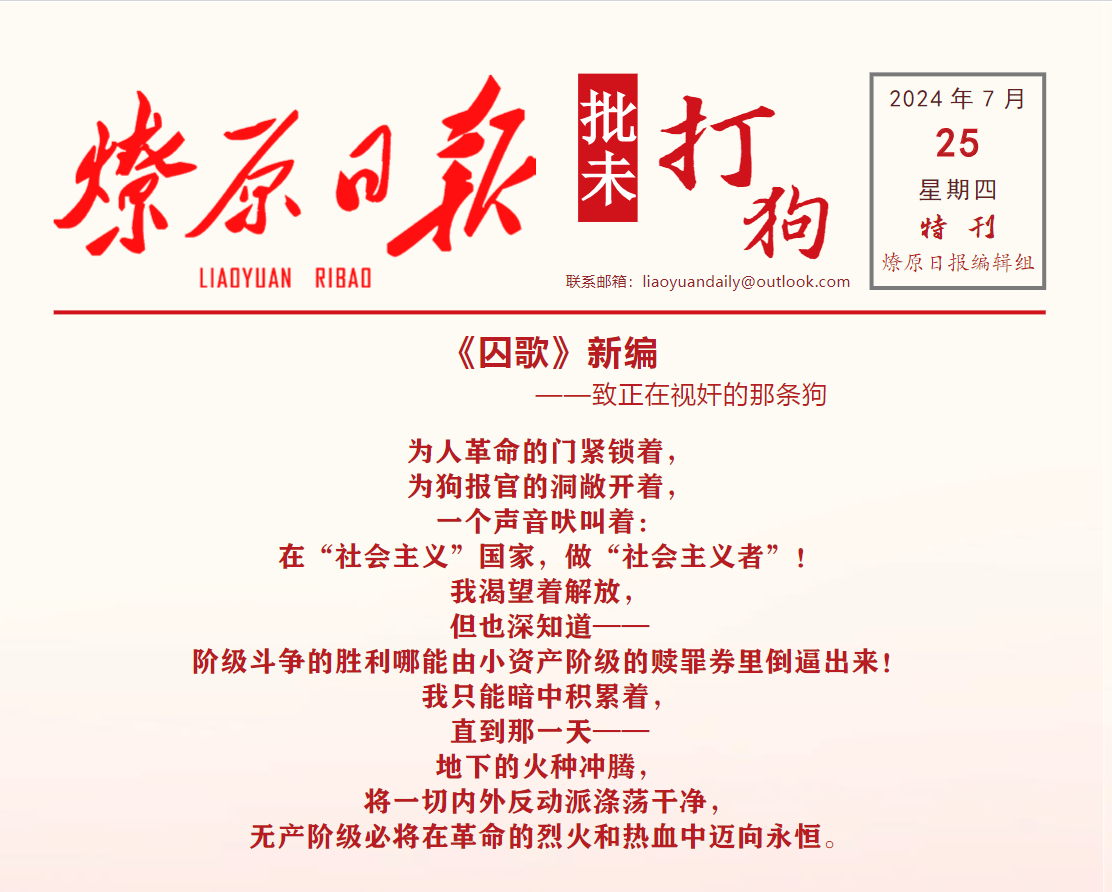 燎原日报
LIAOYUAN RIBAO
批未
打狗
联系邮箱：liaoyuandaily@outlook.com
2024年7月
25
星期四
特 刊
燎原日报编辑组
《囚歌》新编
——致正在视奸的那条狗
为人革命的门紧锁着，
为狗报官的洞敞开着，
一个声音吠叫着：
在“社会主义”国家，做“社会主义者”！
我渴望着解放，
但也深知道——
阶级斗争的胜利哪能由小资产阶级的赎罪券里倒逼出来！
我只能暗中积累着，
直到那一天——
地下的火种冲腾，
将一切内外反动派涤荡干净，
无产阶级必将在革命的烈火和热血中迈向永恒。